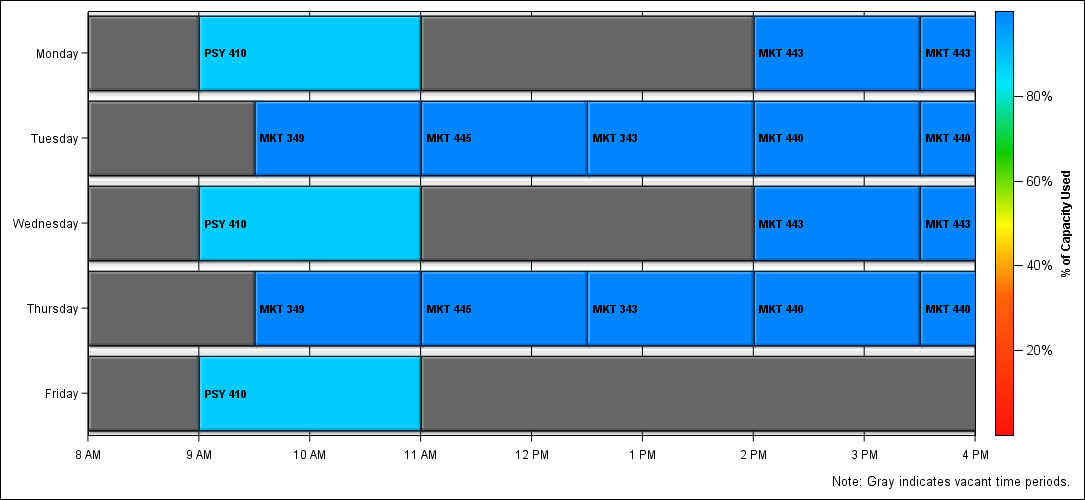 Monday
PSY 410
MKT 443
MKT 443
Tuesday
MKT 349
MKT 445
MKT 343
MKT 440
MKT 440
Wednesday
PSY 410
MKT 443
MKT 443
Thursday
MKT 349
MKT 445
MKT 343
MKT 440
MKT 440
Friday
PSY 410
8 AM
9 AM
10 AM
11 AM
12 PM
1 PM
2 PM
3 PM
4 PM
80%
60%
40%
20%
% of Capacity Used
Note: Gray indicates vacant time periods.